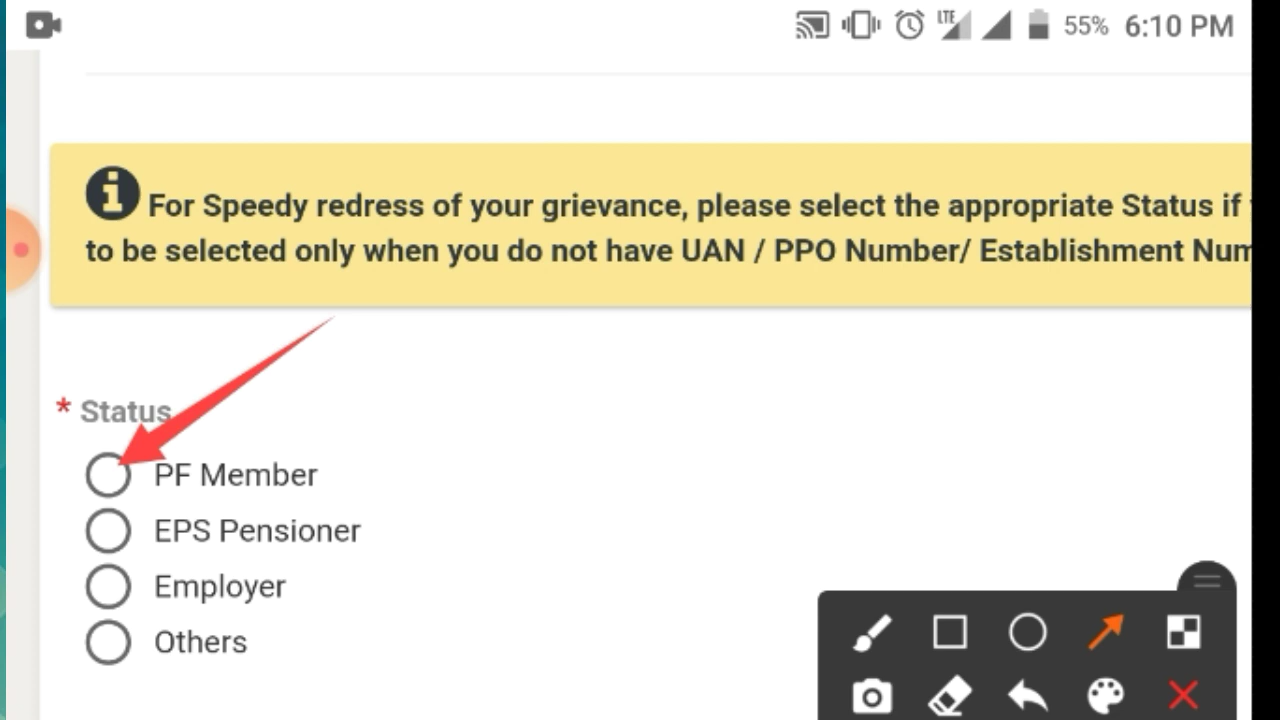 LTE 55% 6:10 PM
For Speedy redress of your grievance, please select the appropriate Status if
to be selected only when you do not have UAN / PPO Number/ Establishment
* Status
PF Member
EPS Pensioner
Employer
Others